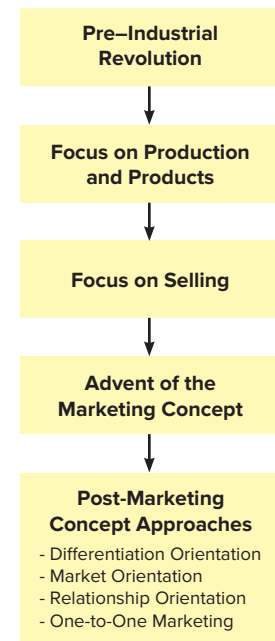 Pre–Industrial
Revolution
Focus on Production
and Products
Focus on Selling
Advent of the
Marketing Concept
Post-Marketing
Concept Approaches
- Differentiation Orientation
- Market Orientation
- Relationship Orientation
- One-to-One Marketing